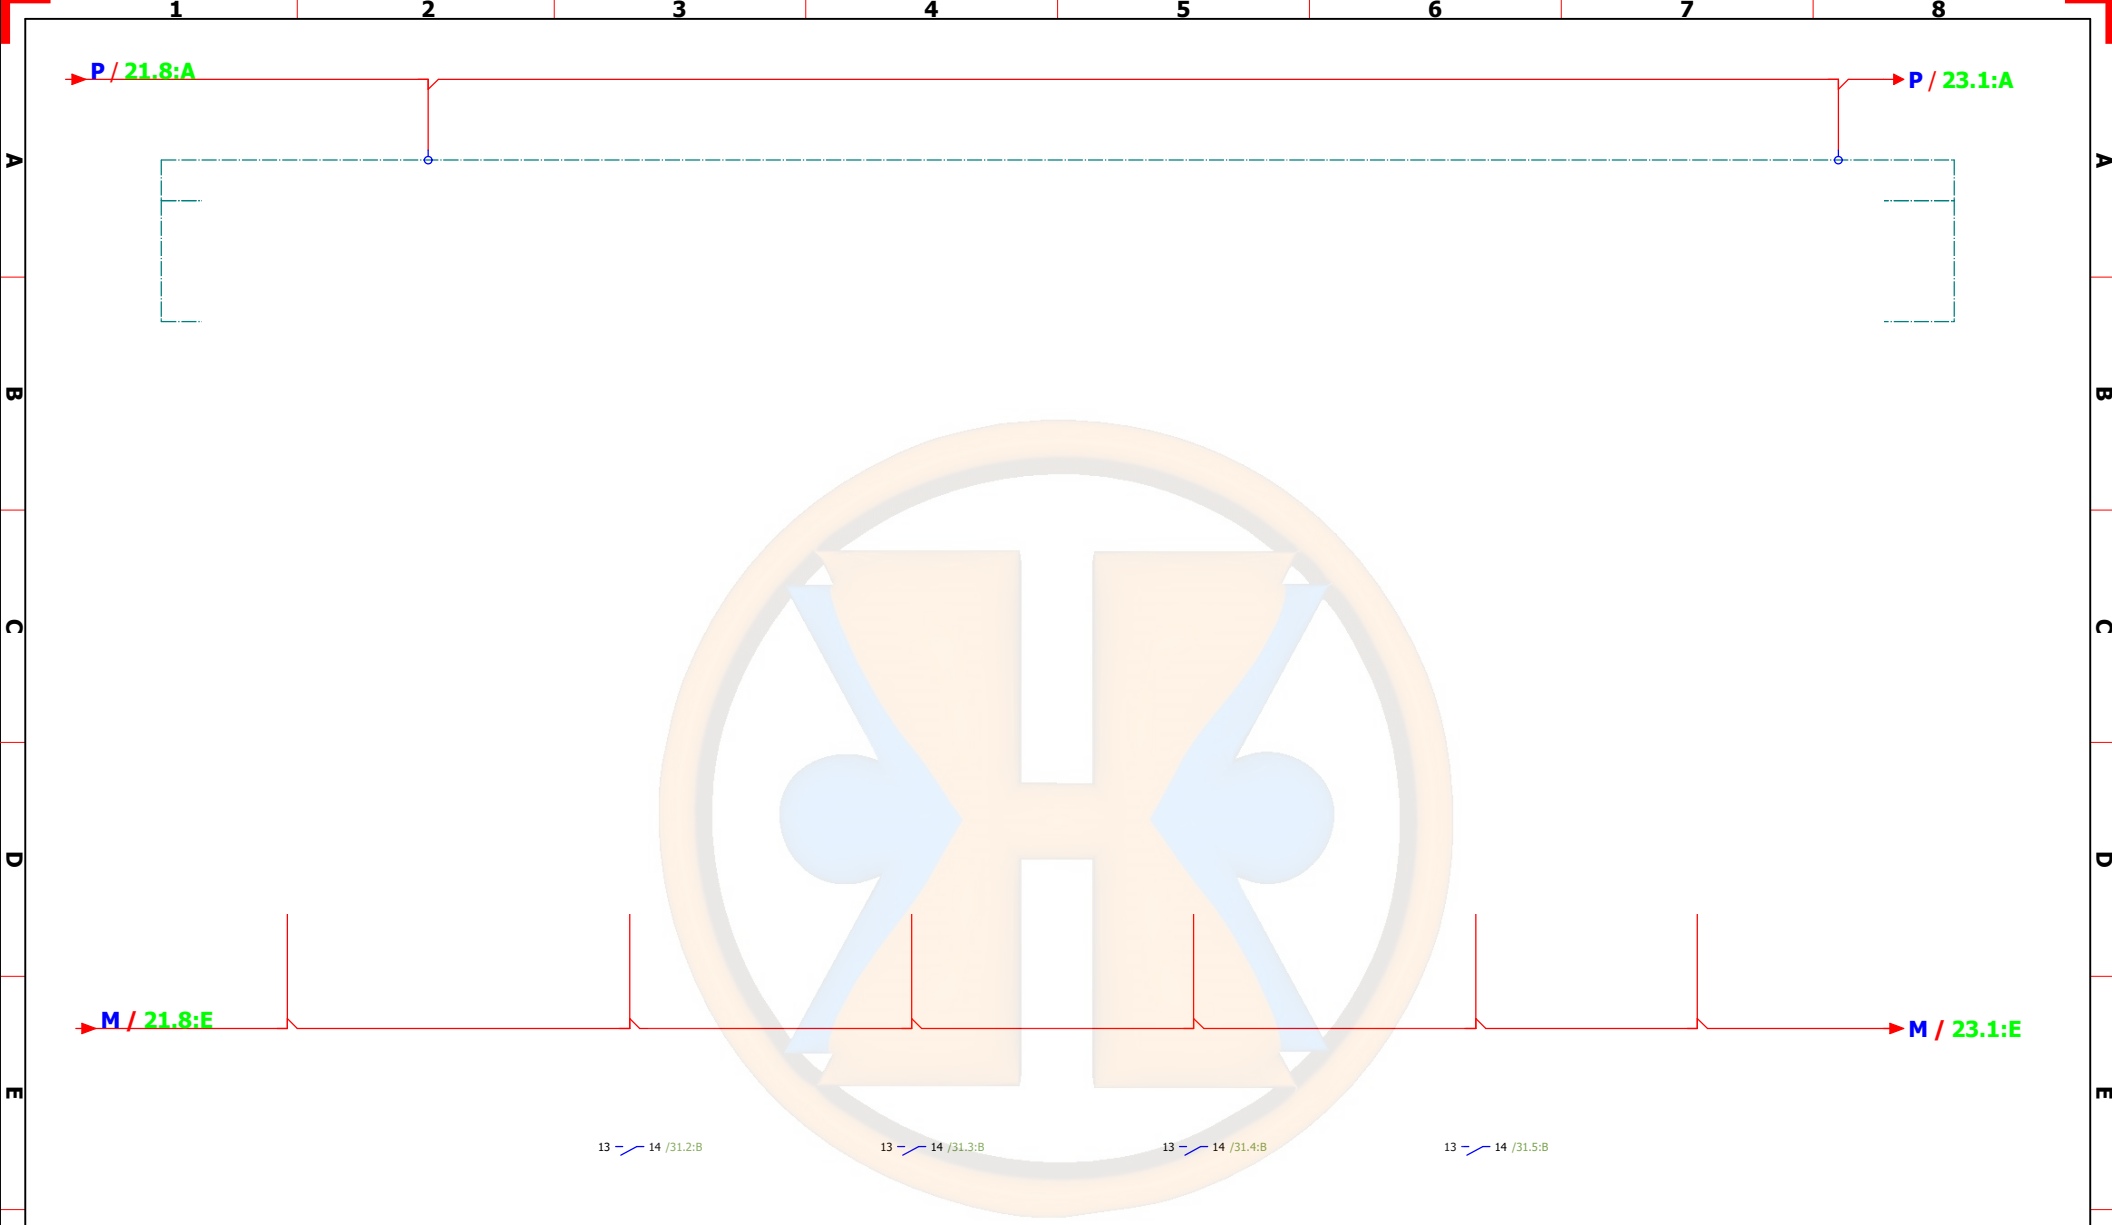 1 2 3 4 5 6 7 8
P / 21.8:A
P / 23.1:A
A A
B B
C C
D D
M / 21.8:E
M / 23.1:E
E E
13 14 /31.2:B 13 14 /31.3:B 13 14 /31.4:B 13 14 /31.5:B